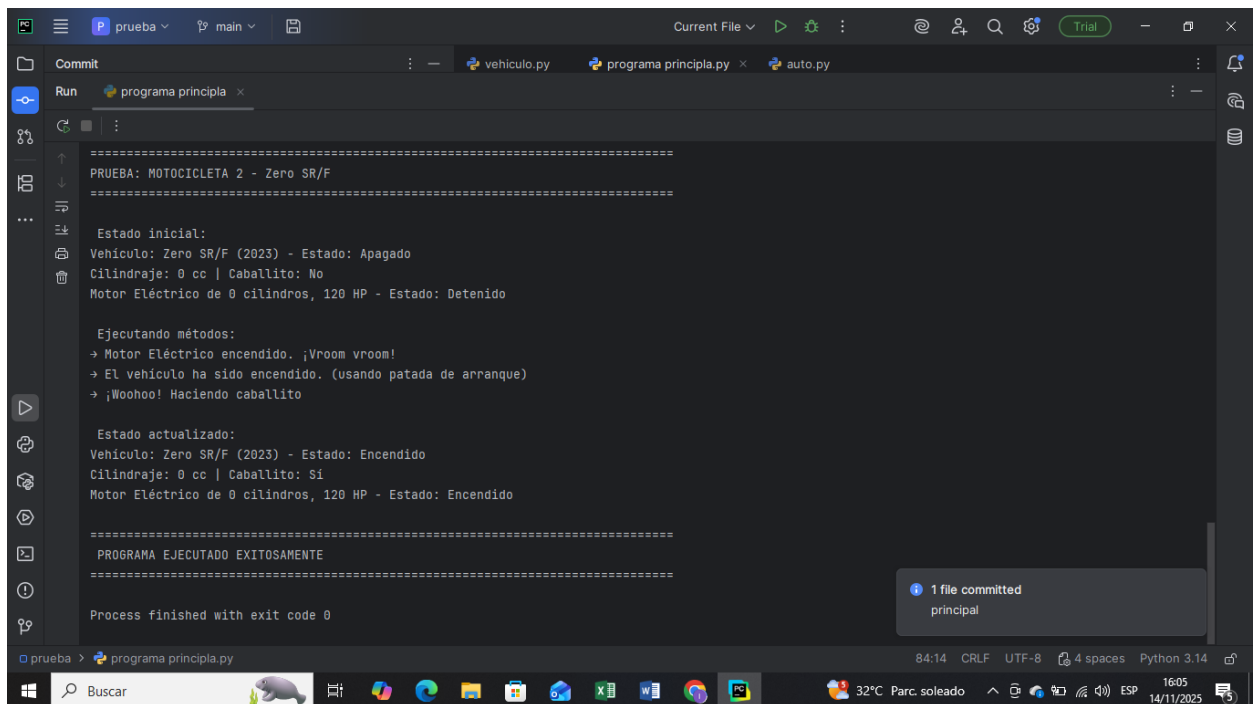 PC P prueba main Current File Trial
Commit vehiculo.py programa principla.py auto.py
Run programa principla
================================================================================
PRUEBA: MOTOCICLETA 2 - Zero SR/F
================================================================================
Estado inicial:
Vehículo: Zero SR/F (2023) - Estado: Apagado
Cilindraje: 0 cc | Caballito: No
Motor Eléctrico de 0 cilindros, 120 HP - Estado: Detenido
Ejecutando métodos:
→ Motor Eléctrico encendido. ¡Vroom vroom!
→ El vehículo ha sido encendido. (usando patada de arranque)
→ ¡Woohoo! Haciendo caballito
Estado actualizado:
Vehículo: Zero SR/F (2023) - Estado: Encendido
Cilindraje: 0 cc | Caballito: Sí
Motor Eléctrico de 0 cilindros, 120 HP - Estado: Encendido
================================================================================
PROGRAMA EJECUTADO EXITOSAMENTE
================================================================================
Process finished with exit code 0
1 file committed
principal
prueba > programa principla.py 84:14 CRLF UTF-8 4 spaces Python 3.14
Buscar 32°C Parc. soleado ESP 16:05
14/11/2025